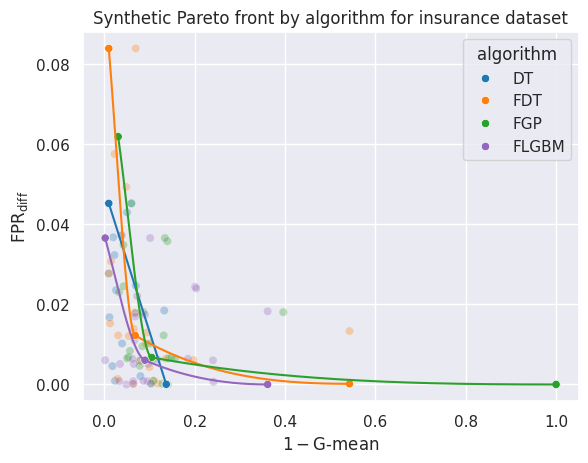 Synthetic Pareto front by algorithm for insurance dataset
algorithm
DT
FDT
FGP
FLGBM
FPR_diff
0.08
0.06
0.04
0.02
0.00
0.0 0.2 0.4 0.6 0.8 1.0
1 − G-mean